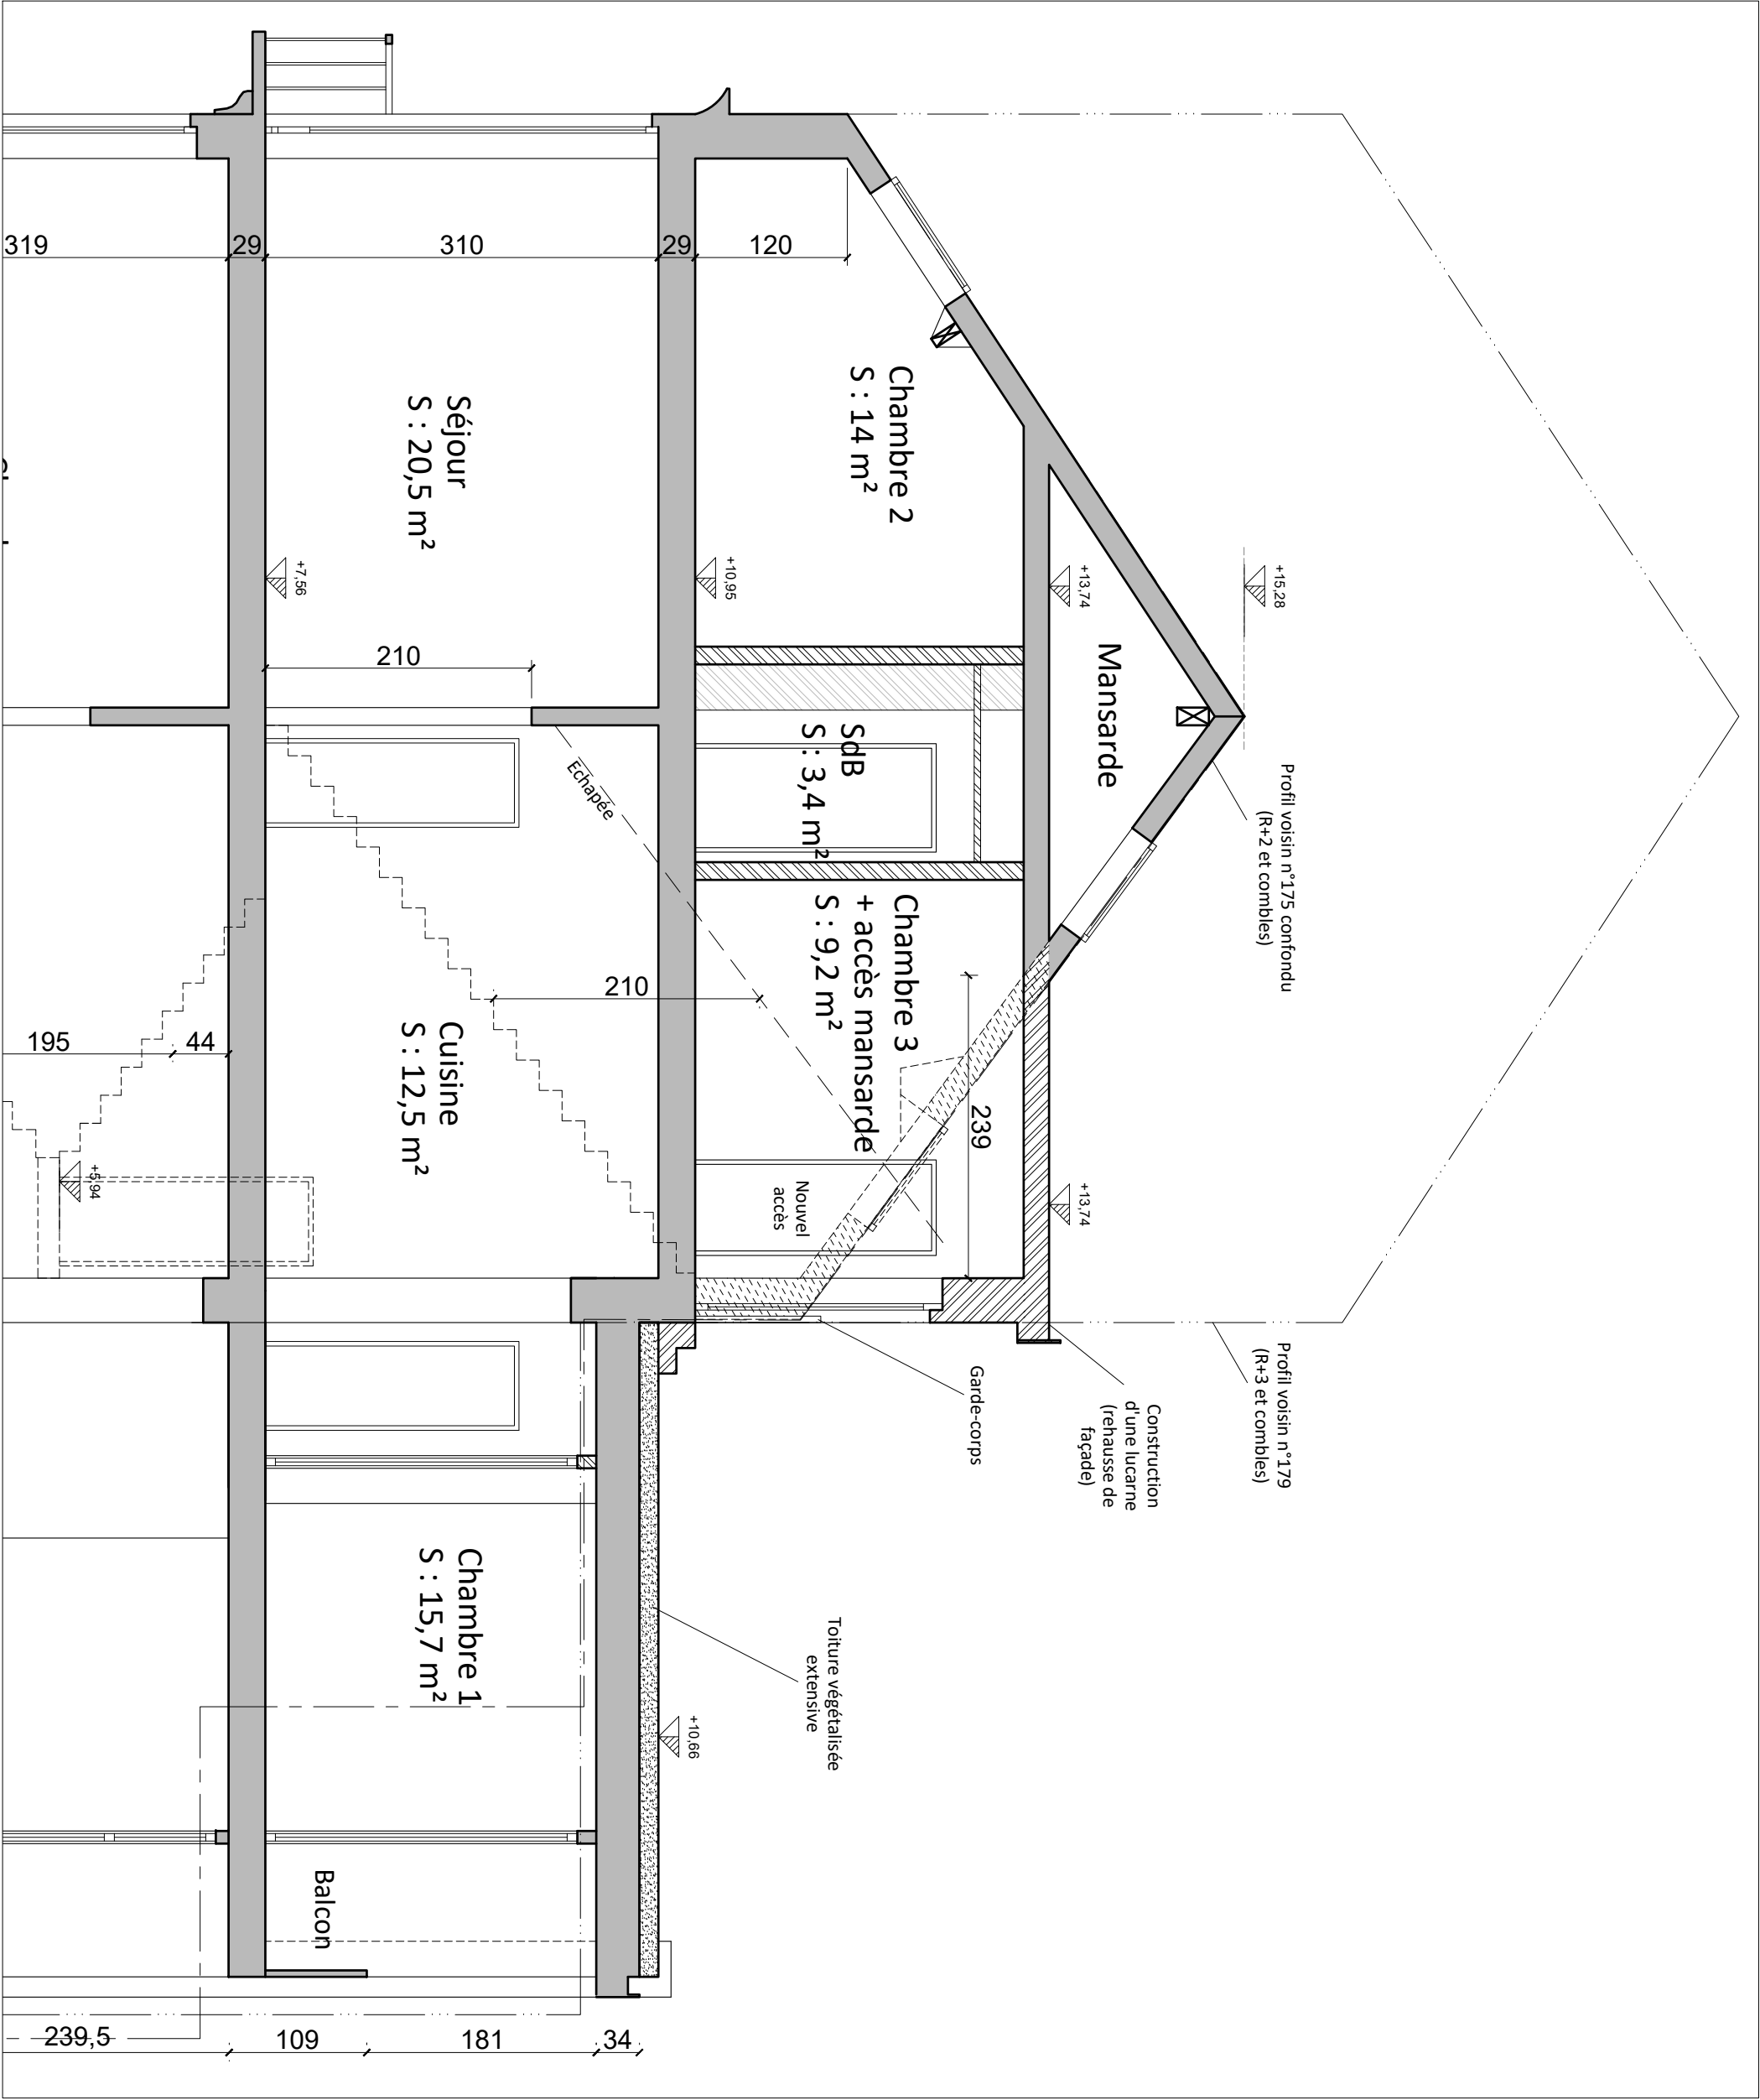 319
29
310
29
120
Chambre 2
S : 14 m²
Séjour
S : 20,5 m²
+7,56
+10,95
+13,74
+15,28
210
Mansarde
SdB
S : 3,4 m²
Echapée
Profil voisin n°175 confondu
(R+2 et combles)
Chambre 3
+ accès mansarde
S : 9,2 m²
210
195
44
Cuisine
S : 12,5 m²
239
+5,94
Nouvel
accès
+13,74
Profil voisin n°179
(R+3 et combles)
Garde-corps
Construction
d'une lucarne
(rehausse de
façade)
Chambre 1
S : 15,7 m²
Toiture végétalisée
extensive
+10,66
Balcon
239,5
109
181
34